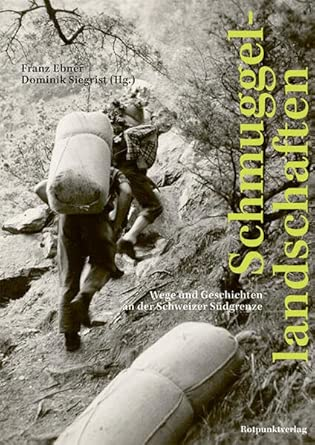 Franz Ebner
Dominik Siegrist (Hg.)
Schmuggel-
landschaften
Wege und Geschichten
an der Schweizer Südgrenze
Rotpunktverlag